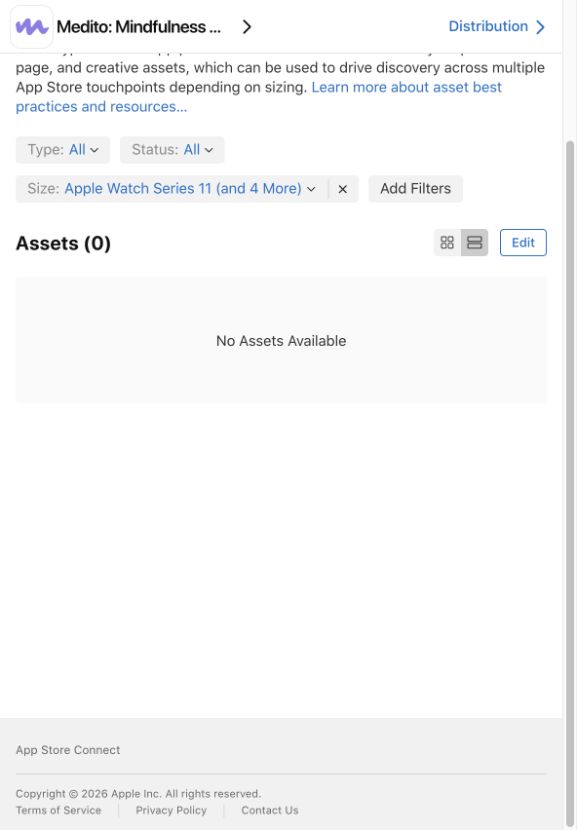 Medito: Mindfulness ...
Distribution
page, and creative assets, which can be used to drive discovery across multiple
App Store touchpoints depending on sizing. Learn more about asset best
practices and resources...
Type: All
Status: All
Size: Apple Watch Series 11 (and 4 More)
Add Filters
Assets (0)
Edit
No Assets Available
App Store Connect
Copyright © 2026 Apple Inc. All rights reserved.
Terms of Service
Privacy Policy
Contact Us